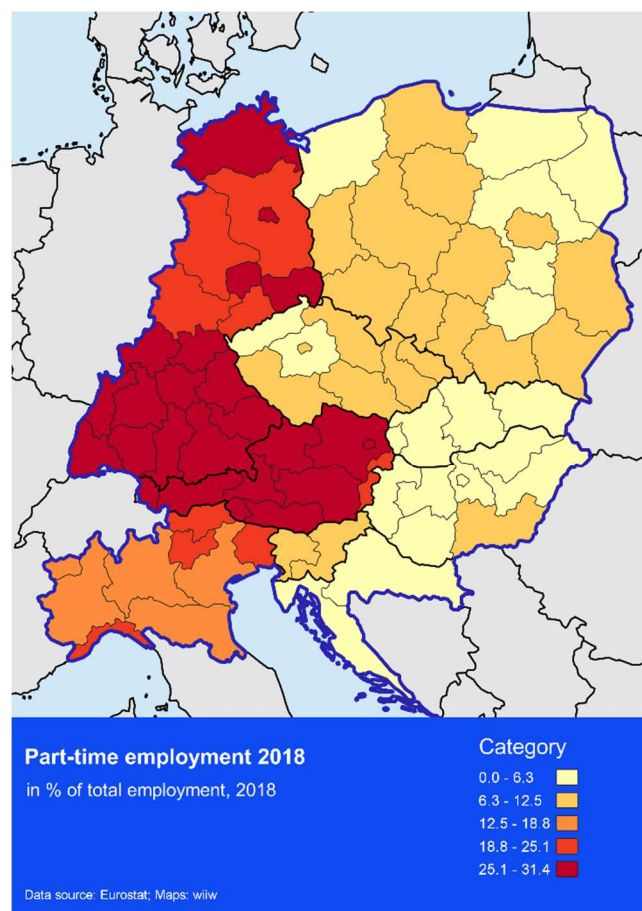 Part-time employment 2018
in % of total employment, 2018
Category
0.0 - 6.3
6.3 - 12.5
12.5 - 18.8
18.8 - 25.1
25.1 - 31.4
Data source: Eurostat; Maps: wiiw